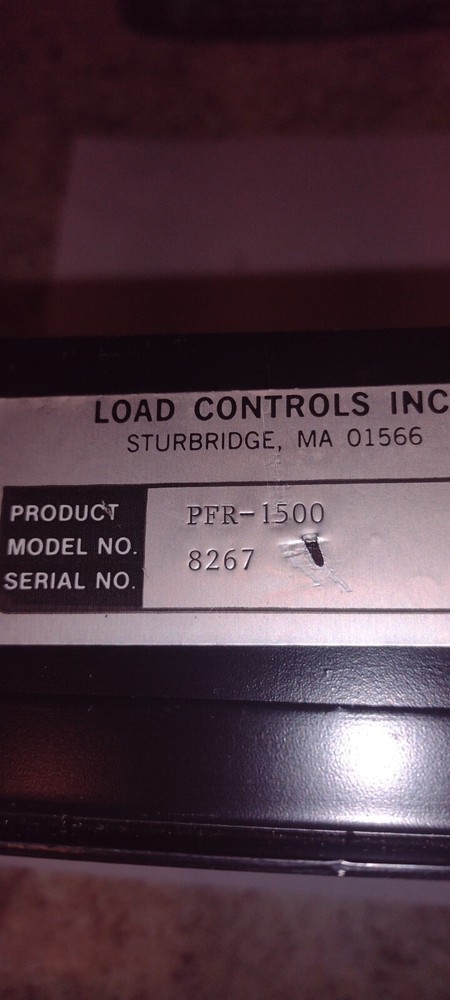 LOAD CONTROLS INC
STURBRIDGE, MA 01566
PRODUCT PFR-1500
MODEL NO. 8267
SERIAL NO.